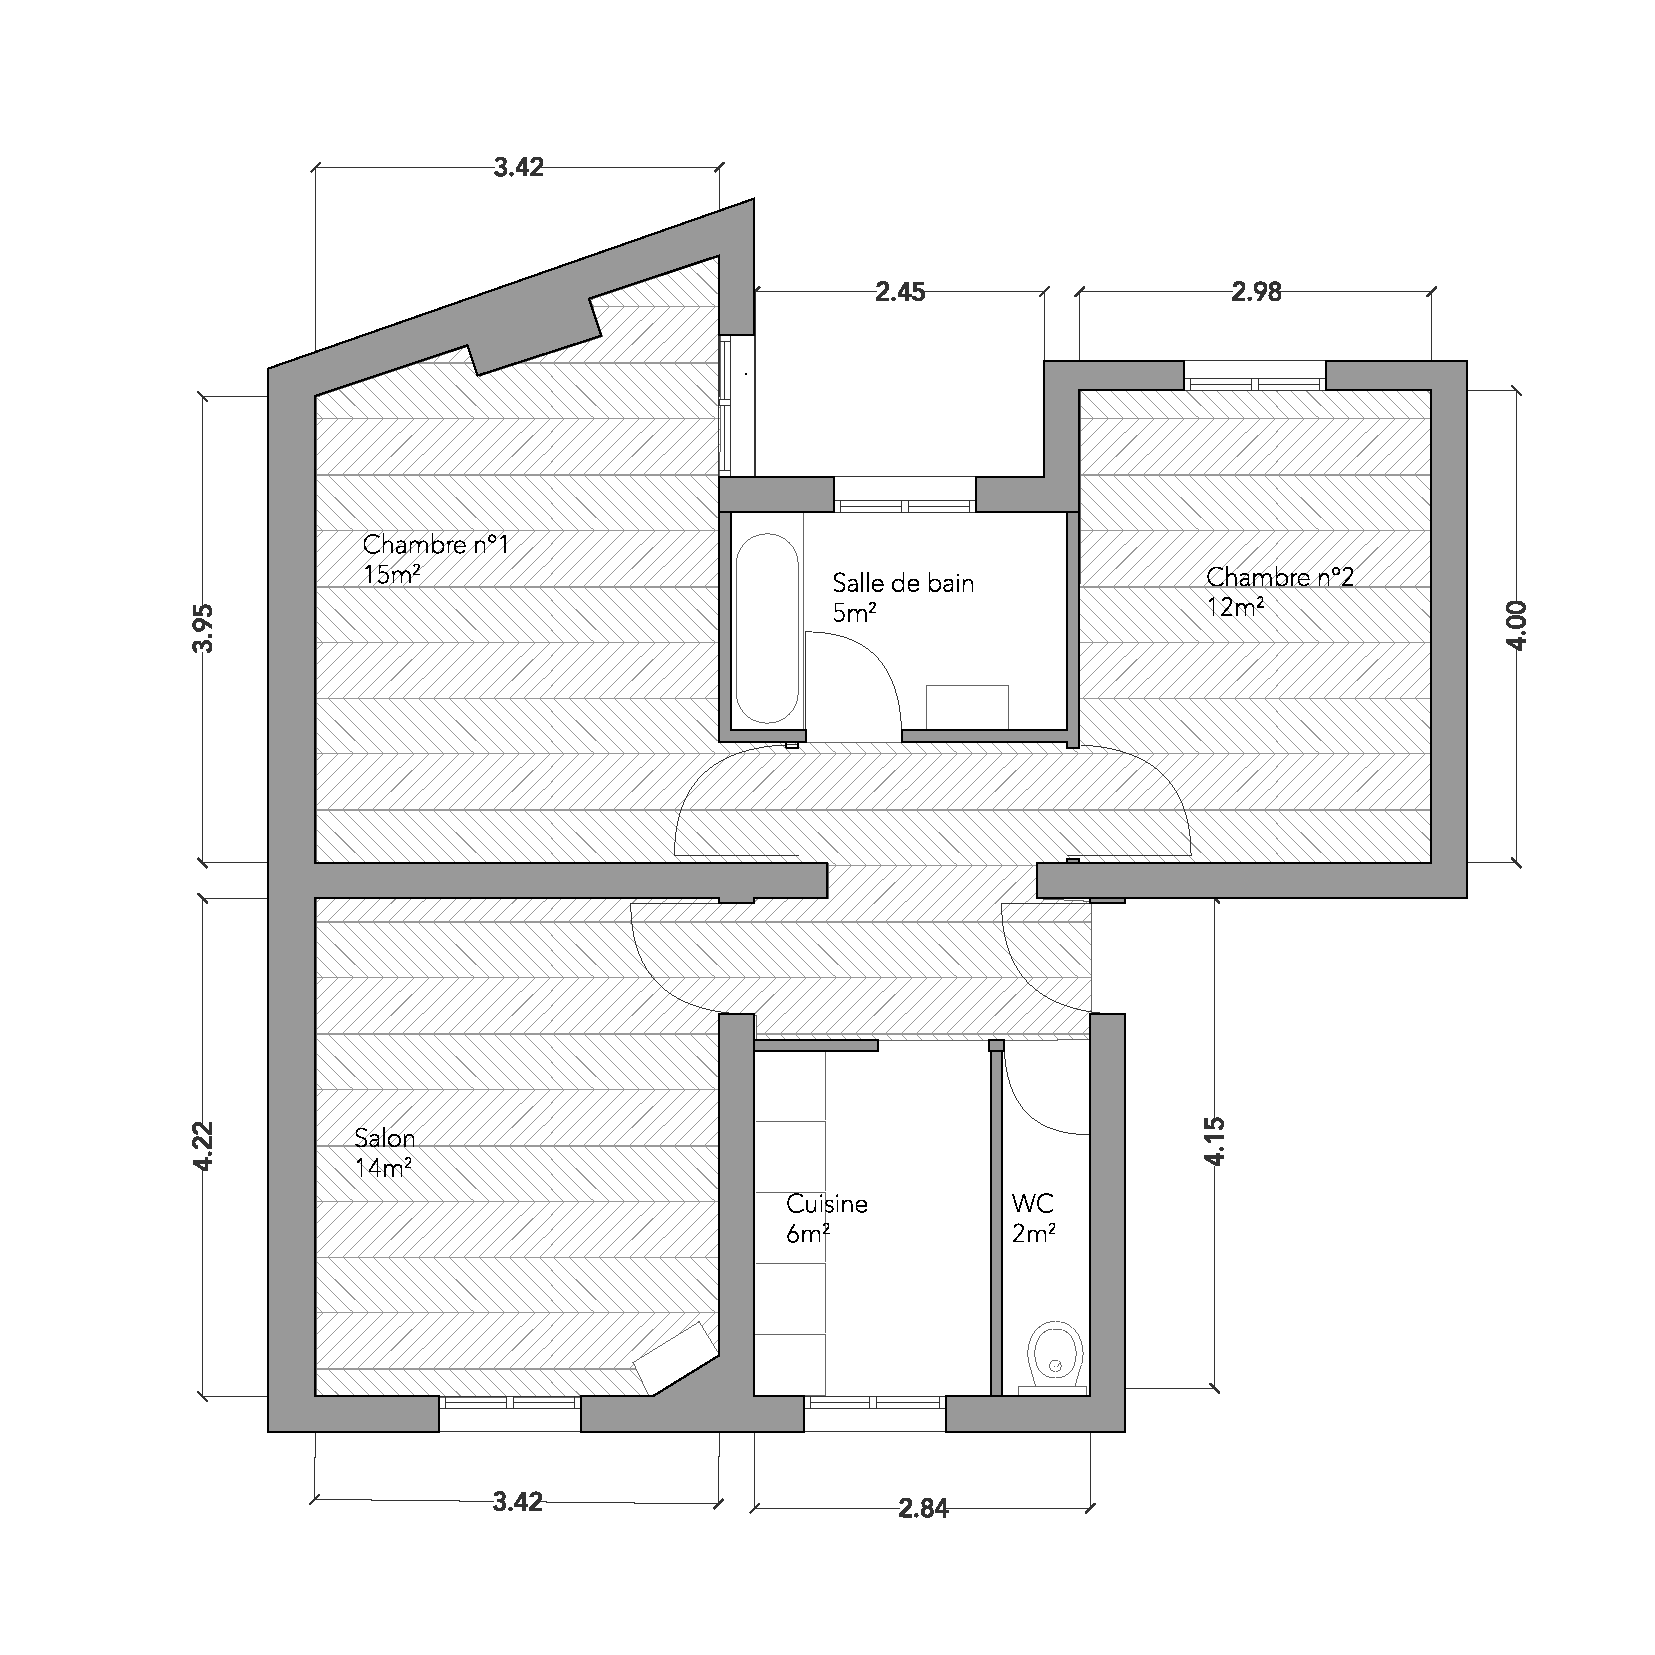 3.42
2.45
2.98
Chambre n°1
15m²
Salle de bain
5m²
Chambre n°2
12m²
3.95
4.00
Salon
14m²
4.22
Cuisine
6m²
WC
2m²
4.15
3.42
2.84